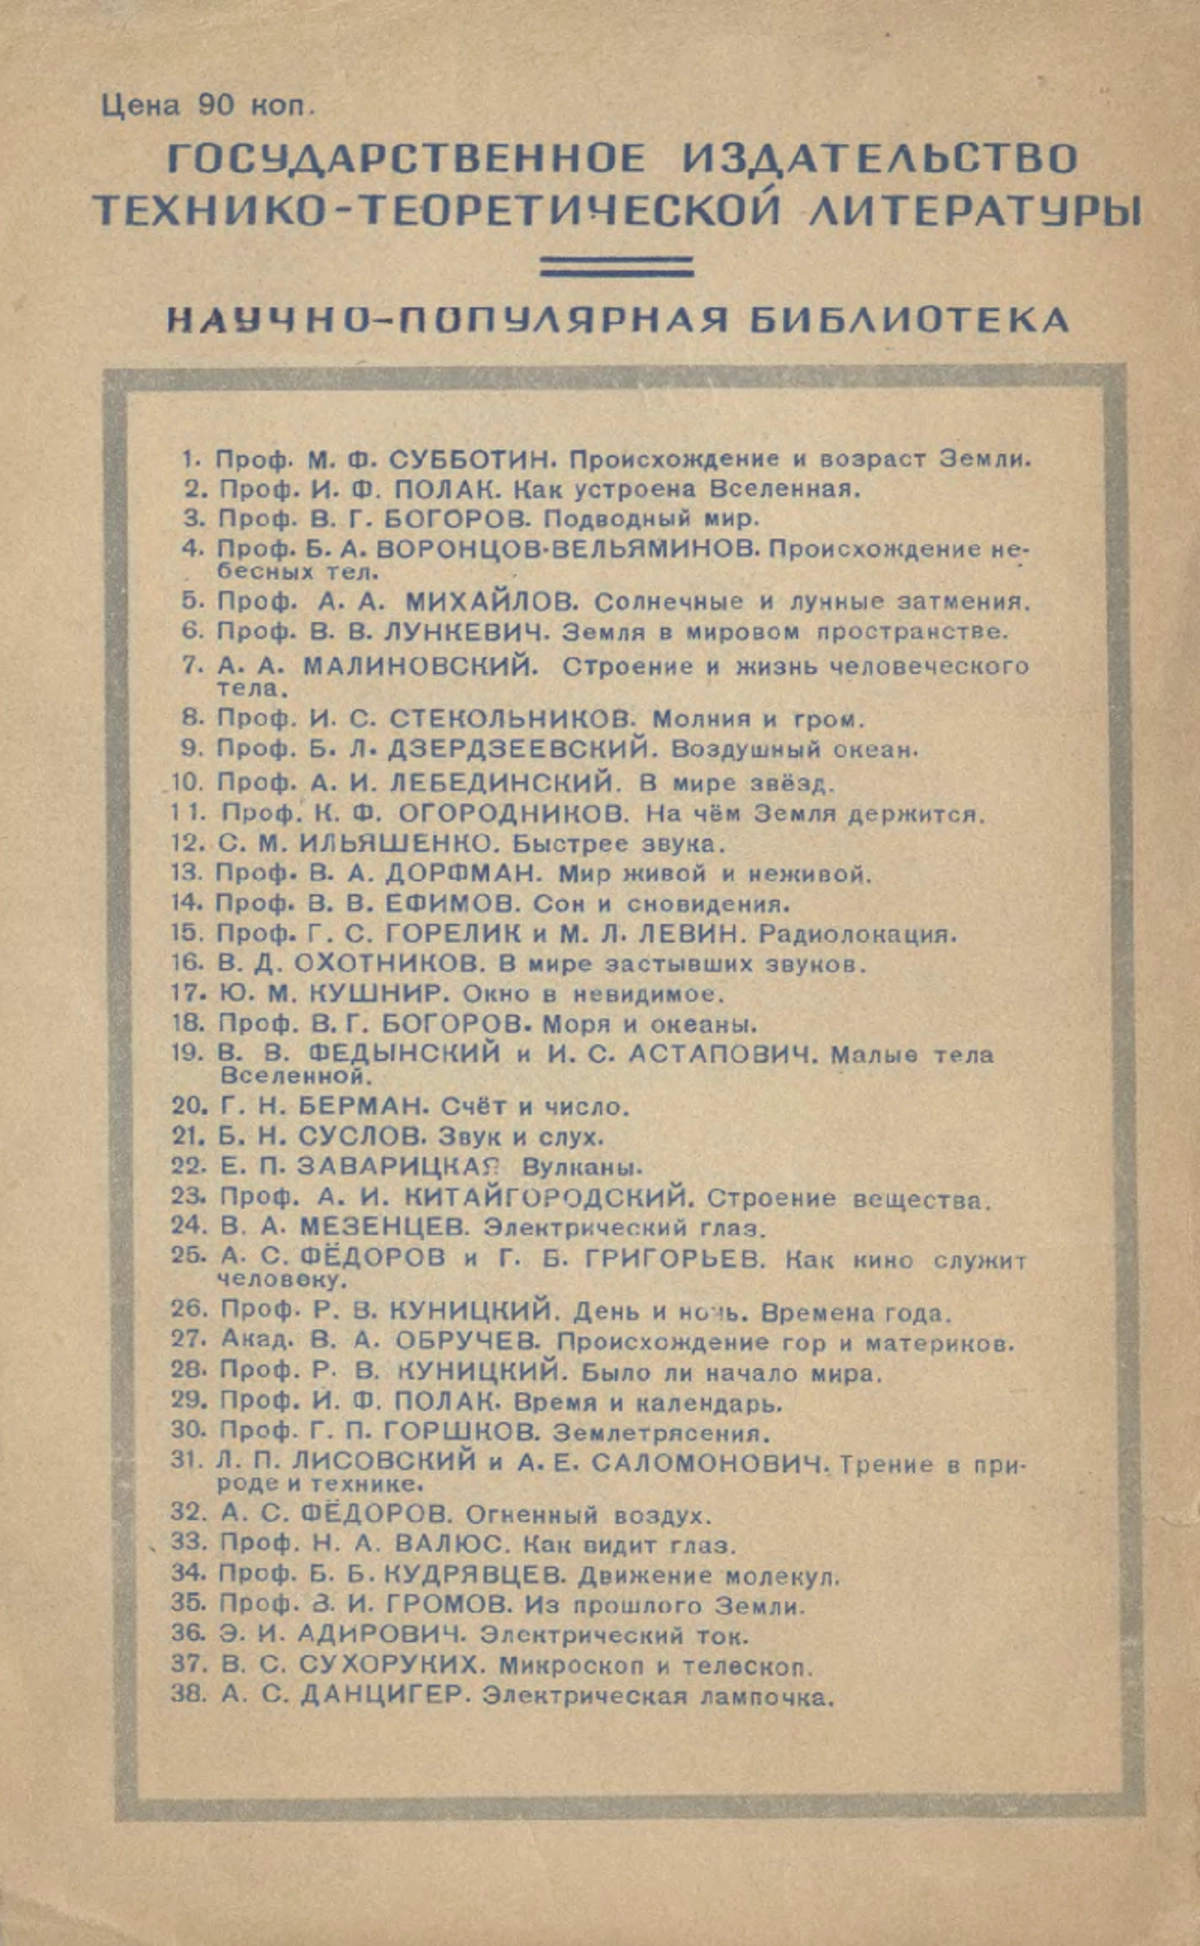 Цена 90 коп.
ГОСУДАРСТВЕННОЕ ИЗДАТЕЛЬСТВО
ТЕХНИКО-ТЕОРЕТИЧЕСКОЙ ЛИТЕРАТУРЫ
НАУЧНО-ПОПУЛЯРНАЯ БИБЛИОТЕКА
1. Проф. М. Ф. СУББОТИН. Происхождение и возраст Земли.
2. Проф. И. Ф. ПОЛАК. Как устроена Вселенная.
3. Проф. В. Г. БОГОРОВ. Подводный мир.
4. Проф. Б. А. ВОРОНЦОВ-ВЕЛЬЯМИНОВ. Происхождение не-
бесных тел.
5. Проф. А. А. МИХАЙЛОВ. Солнечные и лунные затмения.
6. Проф. В. В. ЛУНКЕВИЧ. Земля в мировом пространстве.
7. А. А. МАЛИНОВСКИЙ. Строение и жизнь человеческого
тела.
8. Проф. И. С. СТЕКОЛЬНИКОВ. Молния и гром.
9. Проф. Б. Л. ДЗЕРДЗЕЕВСКИЙ. Воздушный океан.
10. Проф. А. И. ЛЕБЕДИНСКИЙ. В мире звёзд.
11. Проф. К. Ф. ОГОРОДНИКОВ. На чём Земля держится.
12. С. М. ИЛЬЯШЕНКО. Быстрее звука.
13. Проф. В. А. ДОРФМАН. Мир живой и неживой.
14. Проф. В. В. ЕФИМОВ. Сон и сновидения.
15. Проф. Г. С. ГОРЕЛИК и М. Л. ЛЕВИН. Радиолокация.
16. В. Д. ОХОТНИКОВ. В мире застывших звуков.
17. Ю. М. КУШНИР. Окно в невидимое.
18. Проф. В. Г. БОГОРОВ. Моря и океаны.
19. В. В. ФЕДЫНСКИЙ и И. С. АСТАПОВИЧ. Малые тела
Вселенной.
20. Г. Н. БЕРМАН. Счёт и число.
21. Б. Н. СУСЛОВ. Звук и слух.
22. Е. П. ЗАВАРИЦКАЯ Вулканы.
23. Проф. А. И. КИТАЙГОРОДСКИЙ. Строение вещества.
24. В. А. МЕЗЕНЦЕВ. Электрический глаз.
25. А. С. ФЁДОРОВ и Г. Б. ГРИГОРЬЕВ. Как кино служит
человеку.
26. Проф. Р. В. КУНИЦКИЙ. День и ночь. Времена года.
27. Акад. В. А. ОБРУЧЕВ. Происхождение гор и материков.
28. Проф. Р. В. КУНИЦКИЙ. Было ли начало мира.
29. Проф. И. Ф. ПОЛАК. Время и календарь.
30. Проф. Г. П. ГОРШКОВ. Землетрясения.
31. Л. П. ЛИСОВСКИЙ и А. Е. САЛОМОНОВИЧ. Трение в при-
роде и технике.
32. А. С. ФЁДОРОВ. Огненный воздух.
33. Проф. Н. А. ВАЛЮС. Как видит глаз.
34. Проф. Б. Б. КУДРЯВЦЕВ. Движение молекул.
35. Проф. В. И. ГРОМОВ. Из прошлого Земли.
36. Э. И. АДИРОВИЧ. Электрический ток.
37. В. С. СУХОРУКИХ. Микроскоп и телескоп.
38. А. С. ДАНЦИГЕР. Электрическая лампочка.